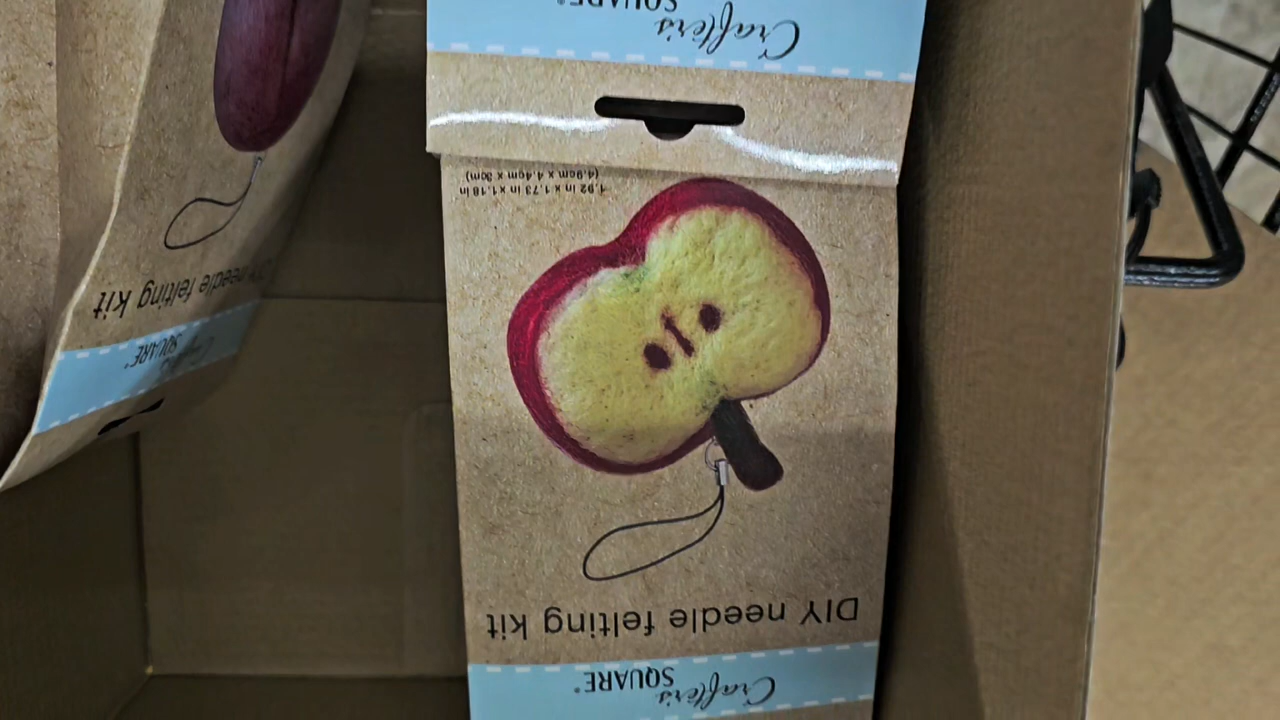 Crafter's
SQUARE®
DIY needle felting kit
1.92 in x 1.73 in x1.18 in
(4.9cm x 4.4cm x 3cm)
Crafter's
SQUARE®
Crafter's
SQUARE®
DIY needle felting kit